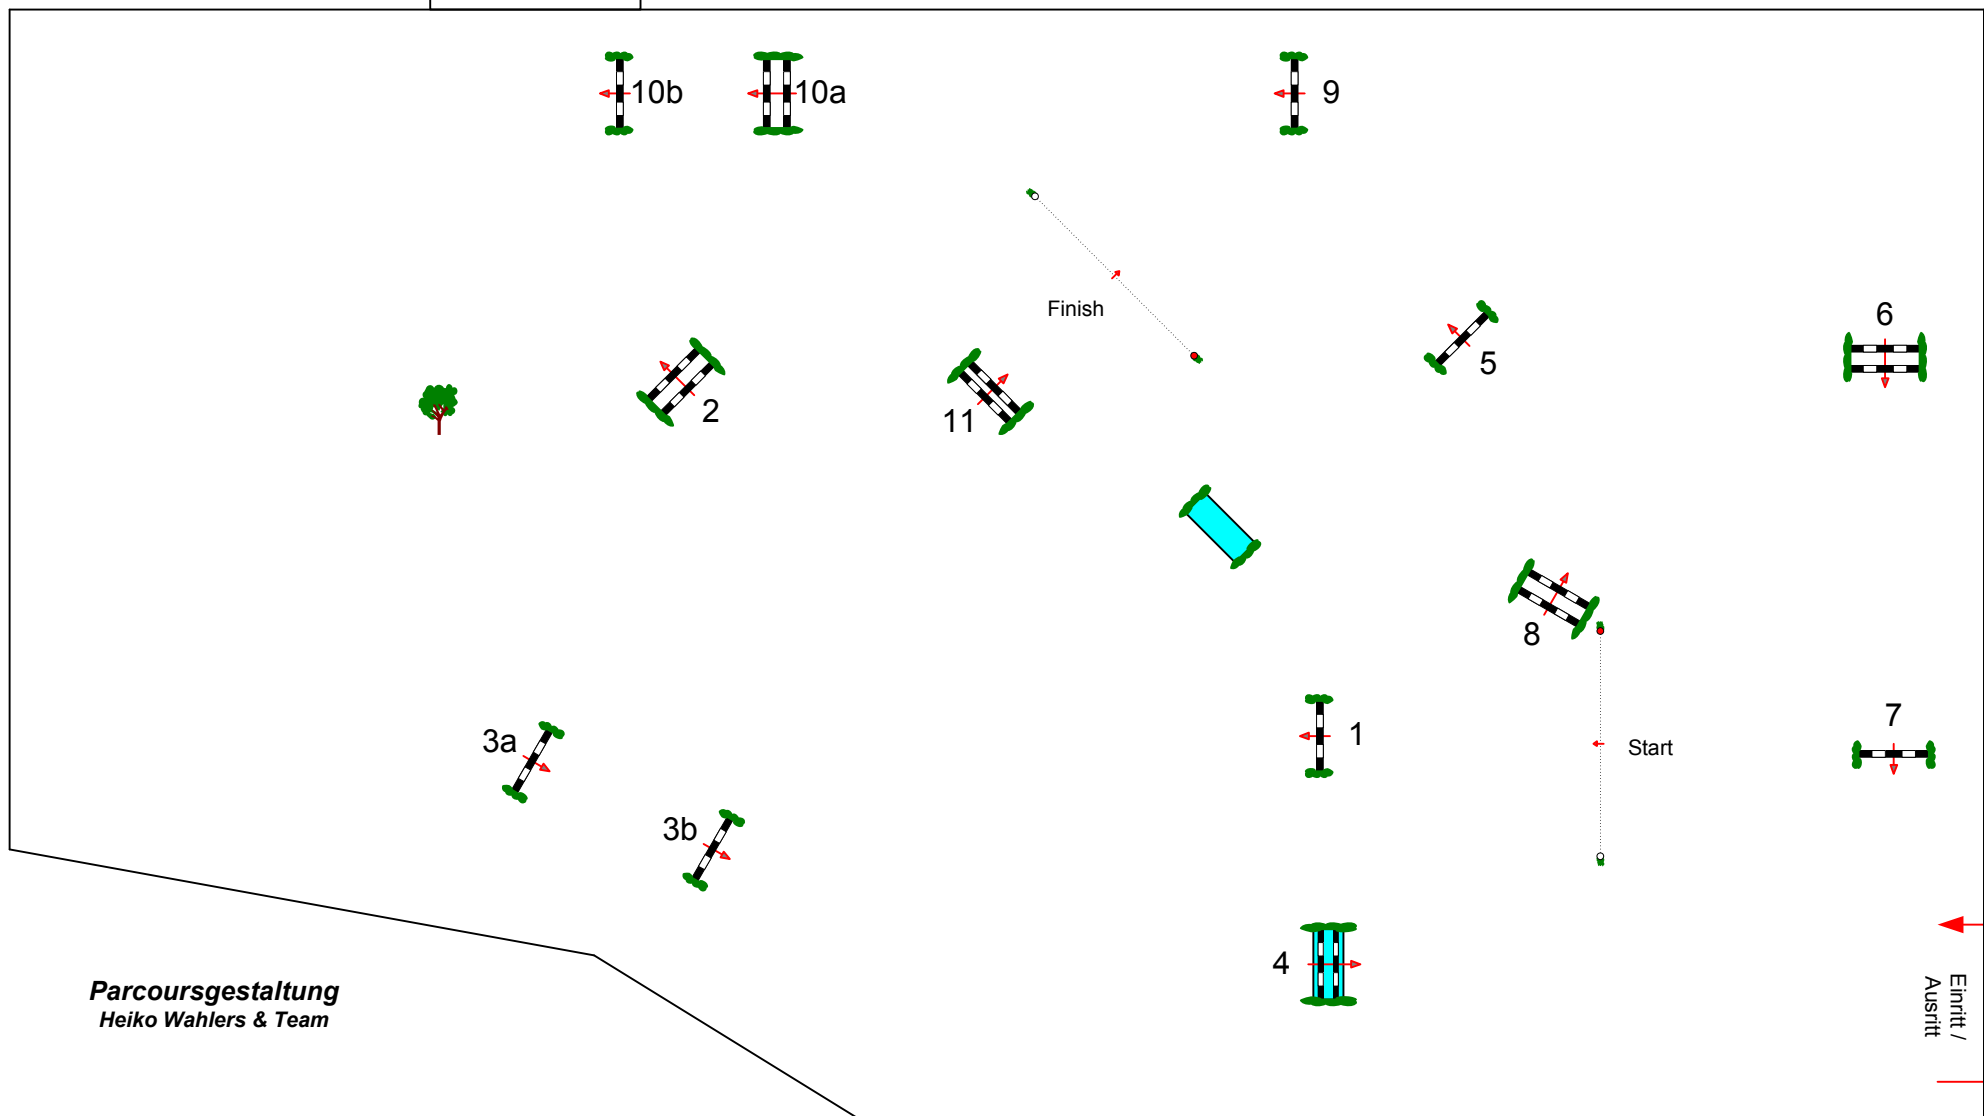 10b
10a
9
Finish
6
5
2
11
8
3a
1
7
Start
3b
4
Einritt /
Ausritt
Parcoursgestaltung
Heiko Wahlers & Team